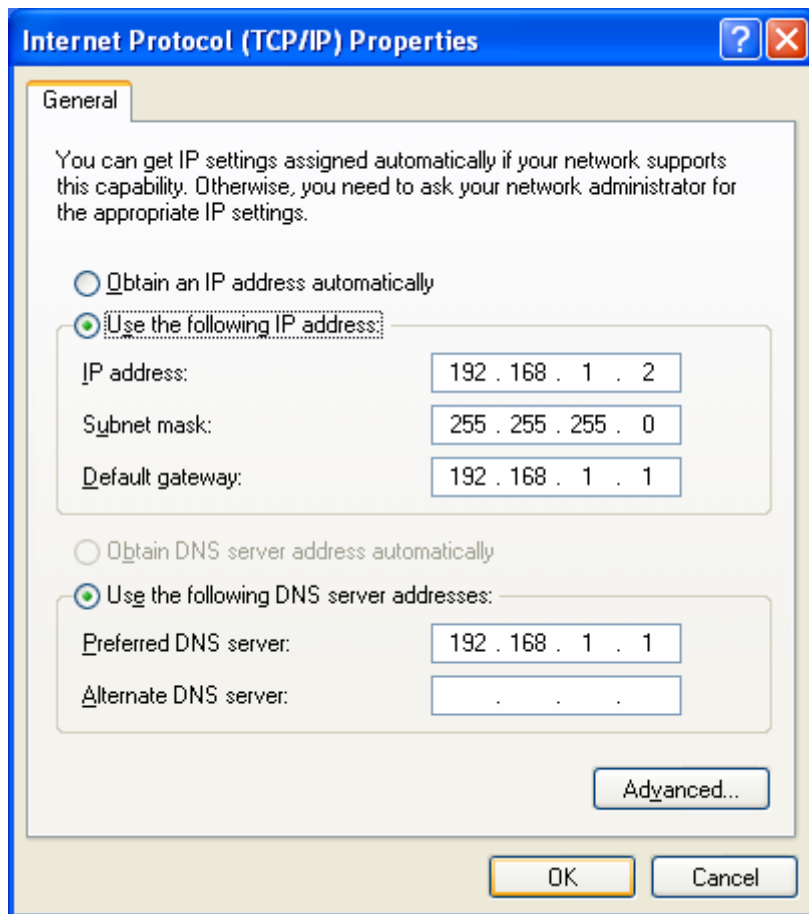 Internet Protocol (TCP/IP) Properties
General
You can get IP settings assigned automatically if your network supports
this capability. Otherwise, you need to ask your network administrator for
the appropriate IP settings.
Obtain an IP address automatically
Use the following IP address:
IP address: 192 . 168 . 1 . 2
Subnet mask: 255 . 255 . 255 . 0
Default gateway: 192 . 168 . 1 . 1
Obtain DNS server address automatically
Use the following DNS server addresses:
Preferred DNS server: 192 . 168 . 1 . 1
Alternate DNS server: . . .
Advanced...
OK Cancel